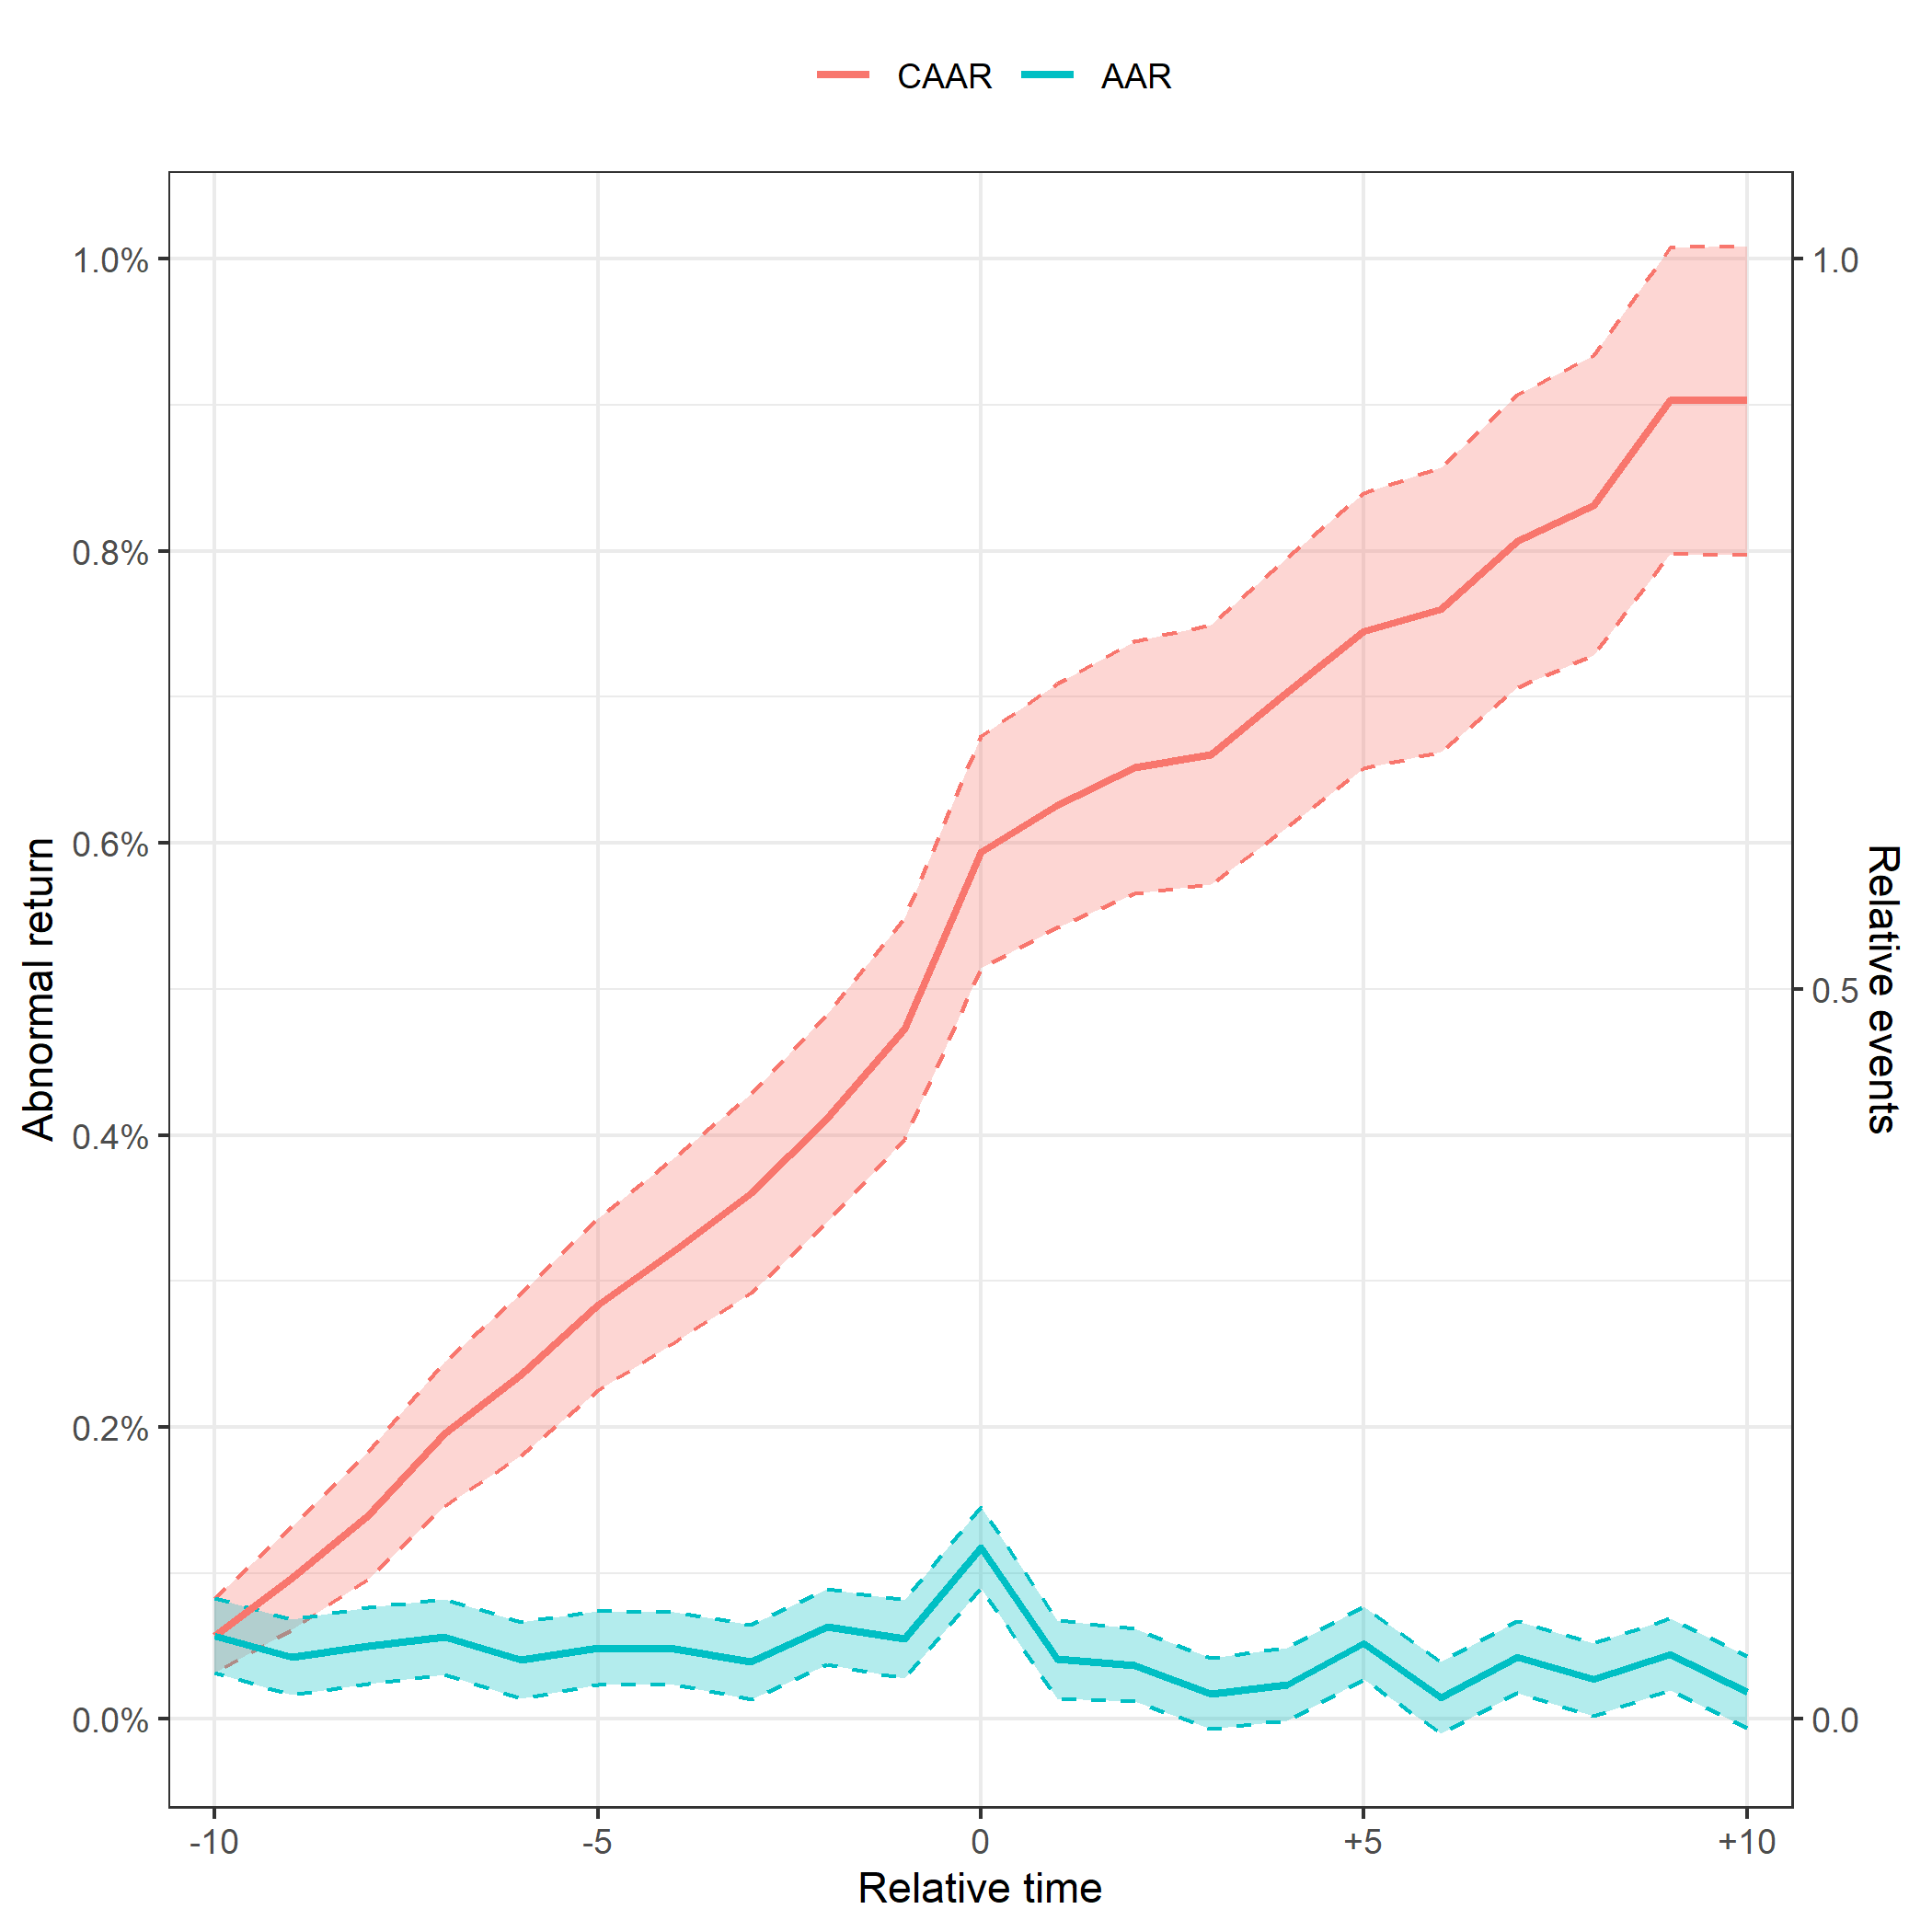 CAAR AAR
Abnormal return
1.0%
0.8%
0.6%
0.4%
0.2%
0.0%
1.0
0.5
0.0
Relative events
-10 -5 0 +5 +10
Relative time